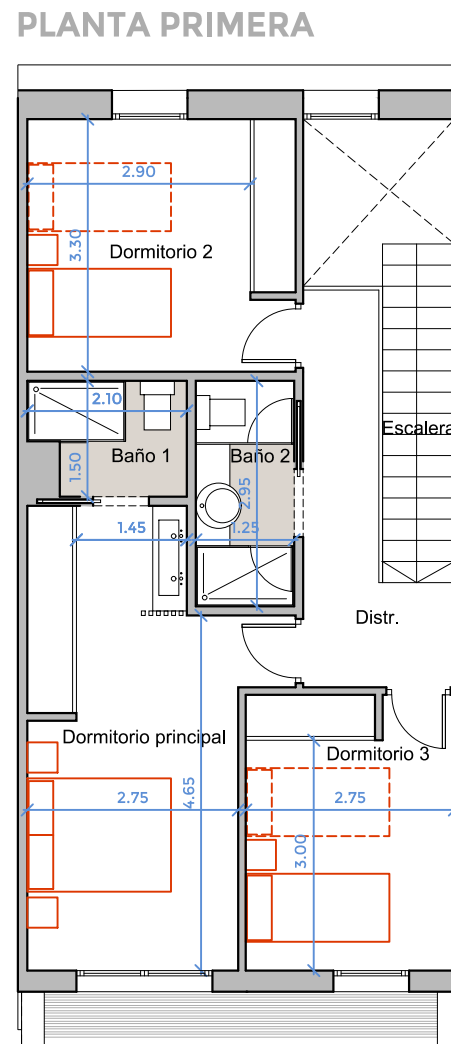 PLANTA PRIMERA
2.90
3.30
Dormitorio 2
2.10
Escalera
1.50
Baño 1
Baño 2
2.95
1.45
1.25
Distr.
Dormitorio principal
Dormitorio 3
4.65
2.75
2.75
3.00